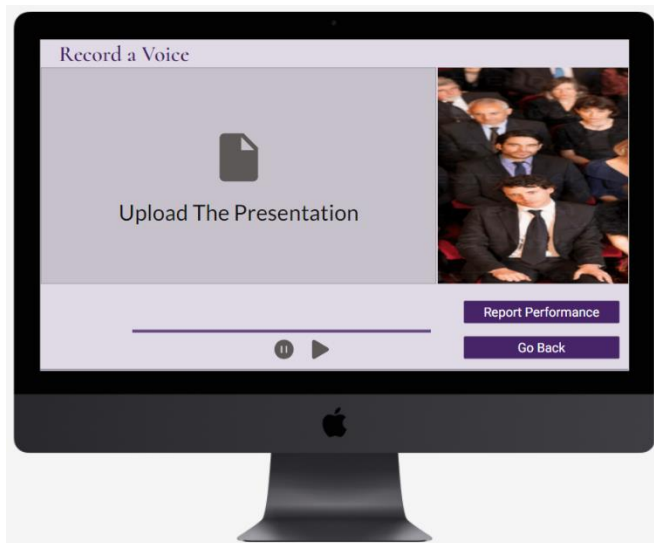 Record a Voice
Upload The Presentation
Report Performance
Go Back